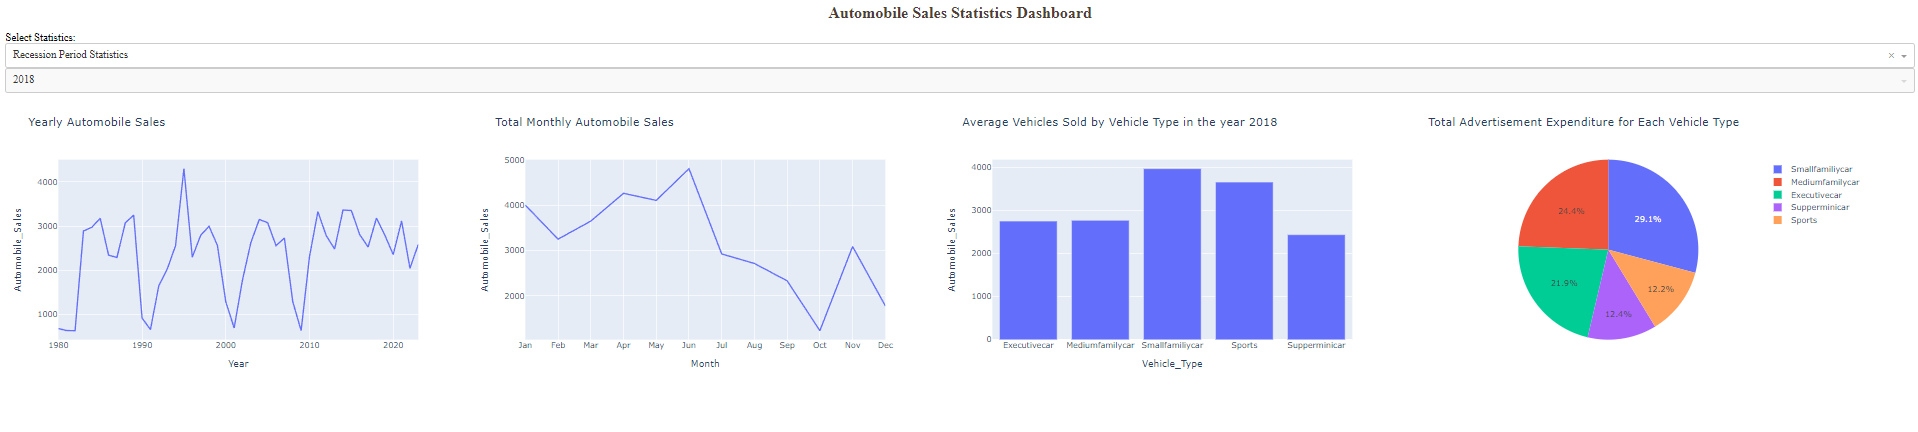 Automobile Sales Statistics Dashboard
Select Statistics:
Recession Period Statistics
×
2018
Yearly Automobile Sales
Automobile_Sales
4000
3000
2000
1000
1980 1990 2000 2010 2020
Year
Total Monthly Automobile Sales
Automobile_Sales
5000
4000
3000
2000
Jan Feb Mar Apr May Jun Jul Aug Sep Oct Nov Dec
Month
Average Vehicles Sold by Vehicle Type in the year 2018
Automobile_Sales
4000
3000
2000
1000
0
Executivecar Mediumfamilycar Smallfamiliycar Sports Supperminicar
Vehicle_Type
Total Advertisement Expenditure for Each Vehicle Type
29.1%
24.4%
21.9%
12.4%
12.2%
Smallfamiliycar
Mediumfamilycar
Executivecar
Supperminicar
Sports